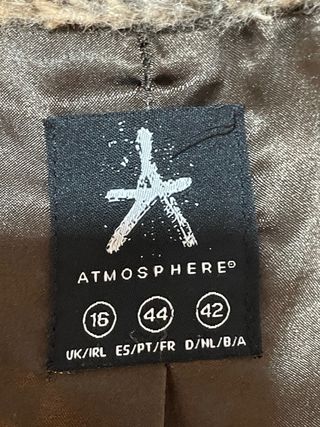 ATMOSPHERE®
16 44 42
UK/IRL ES/PT/FR D/NL/B/A